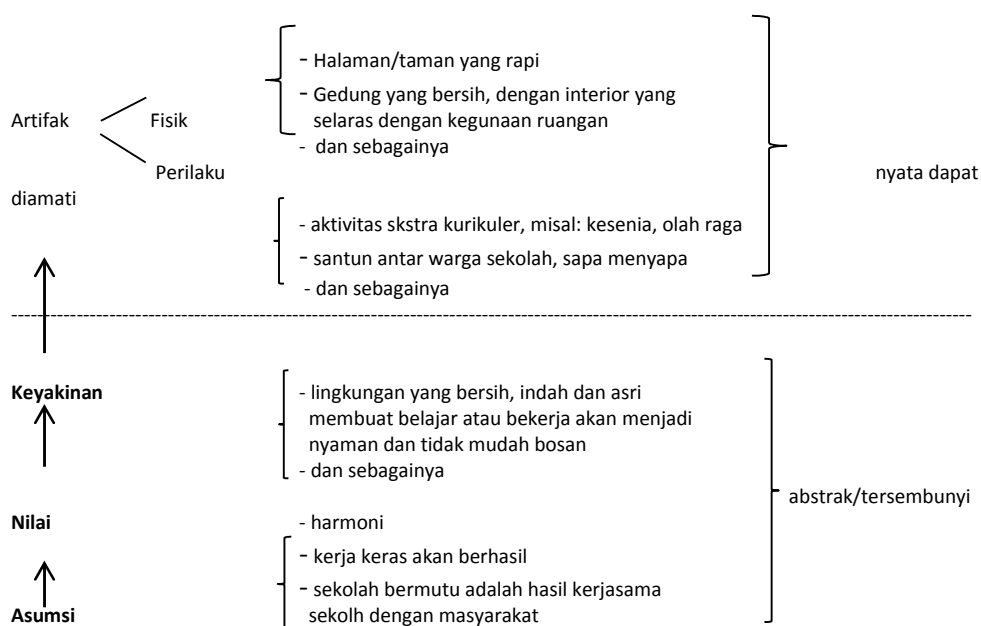 - Halaman/taman yang rapi
- Gedung yang bersih, dengan interior yang
Artifak Fisik selaras dengan kegunaan ruangan
- dan sebagainya
Perilaku nyata dapat
diamati
- aktivitas skstra kurikuler, misal: kesenia, olah raga
- santun antar warga sekolah, sapa menyapa
- dan sebagainya
Keyakinan - lingkungan yang bersih, indah dan asri
membuat belajar atau bekerja akan menjadi
nyaman dan tidak mudah bosan
- dan sebagainya
abstrak/tersembunyi
Nilai - harmoni
- kerja keras akan berhasil
- sekolah bermutu adalah hasil kerjasama
Asumsi sekolh dengan masyarakat